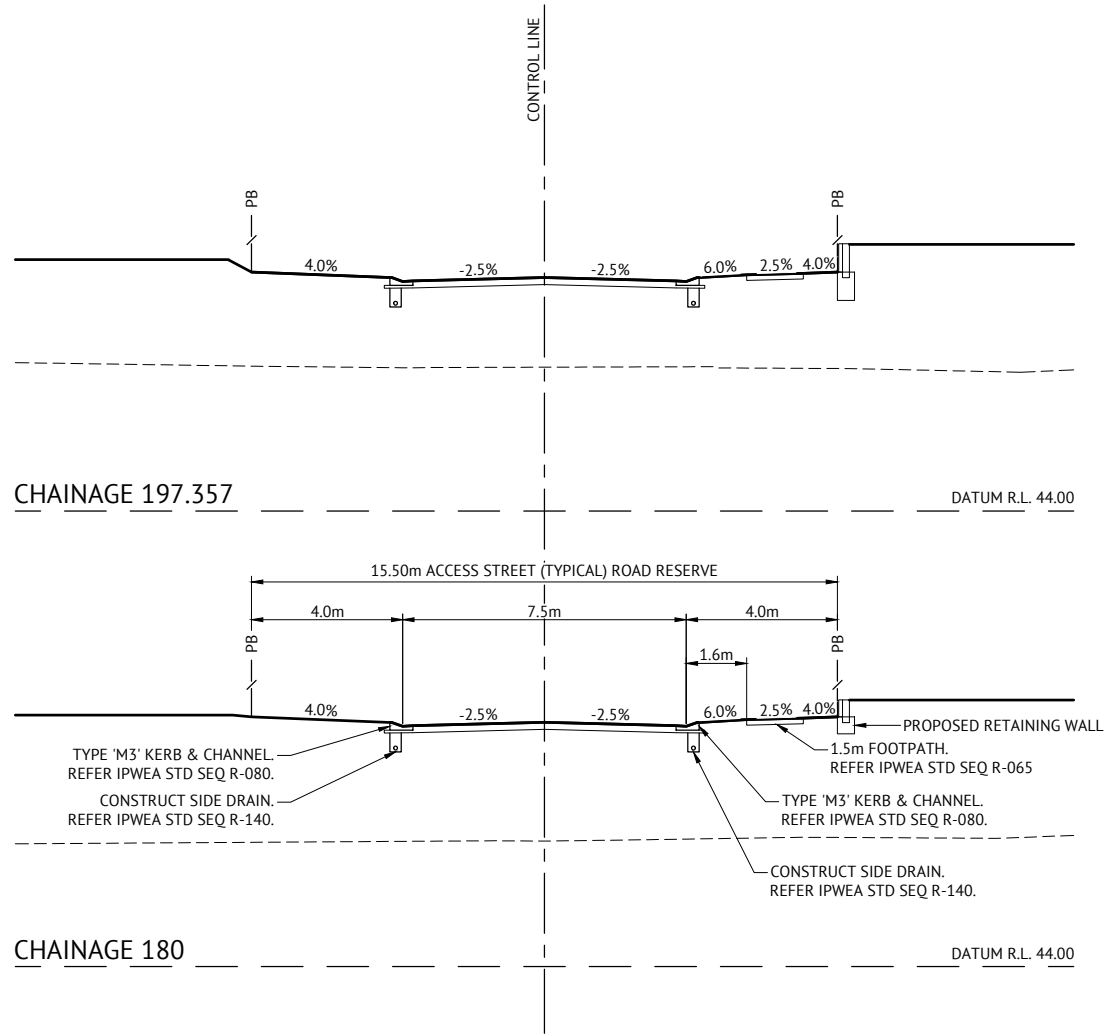 CONTROL LINE
PB
PB
4.0%
-2.5%
-2.5%
6.0%
2.5%
4.0%
CHAINAGE 197.357
DATUM R.L. 44.00
15.50m ACCESS STREET (TYPICAL) ROAD RESERVE
4.0m
7.5m
4.0m
PB
PB
1.6m
4.0%
-2.5%
-2.5%
6.0%
2.5%
4.0%
PROPOSED RETAINING WALL
TYPE 'M3' KERB & CHANNEL.
REFER IPWEA STD SEQ R-080.
1.5m FOOTPATH.
REFER IPWEA STD SEQ R-065
CONSTRUCT SIDE DRAIN.
REFER IPWEA STD SEQ R-140.
TYPE 'M3' KERB & CHANNEL.
REFER IPWEA STD SEQ R-080.
CONSTRUCT SIDE DRAIN.
REFER IPWEA STD SEQ R-140.
CHAINAGE 180
DATUM R.L. 44.00